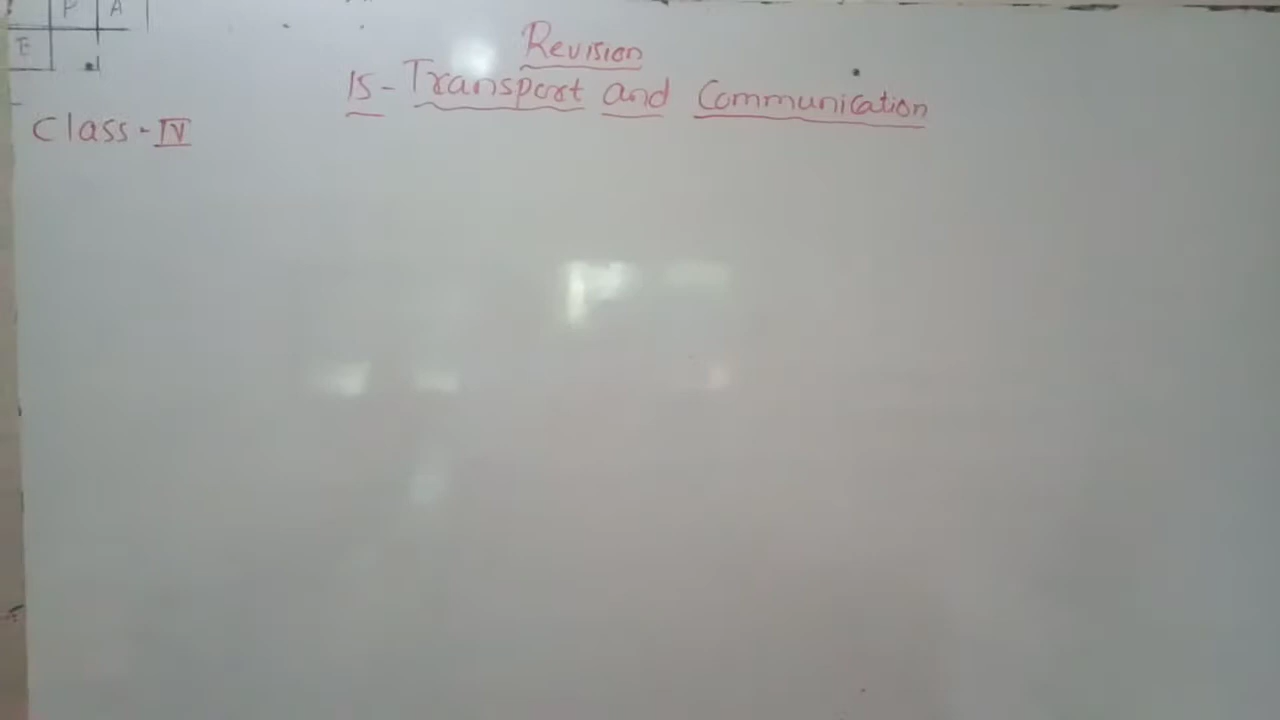 P A
E
Revision
15- Transport and Communication
Class - IV